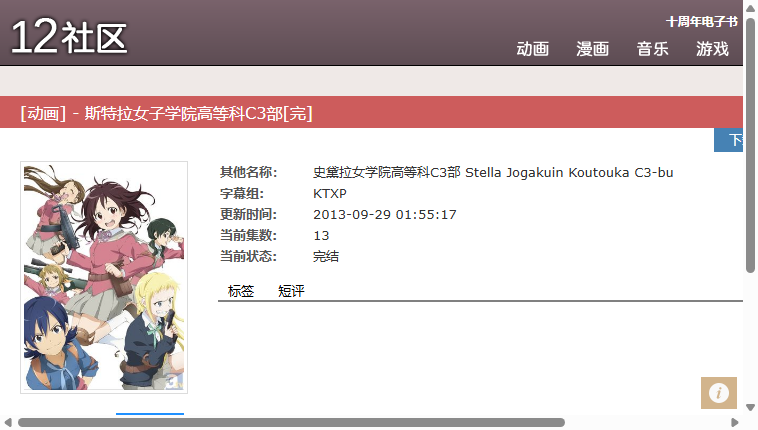 12社区
十周年电子书
动画 漫画 音乐 游戏
[动画] - 斯特拉女子学院高等科C3部[完]
下
其他名称: 史黛拉女学院高等科C3部 Stella Jogakuin Koutouka C3-bu
字幕组: KTXP
更新时间: 2013-09-29 01:55:17
当前集数: 13
当前状态: 完结
标签 短评
i